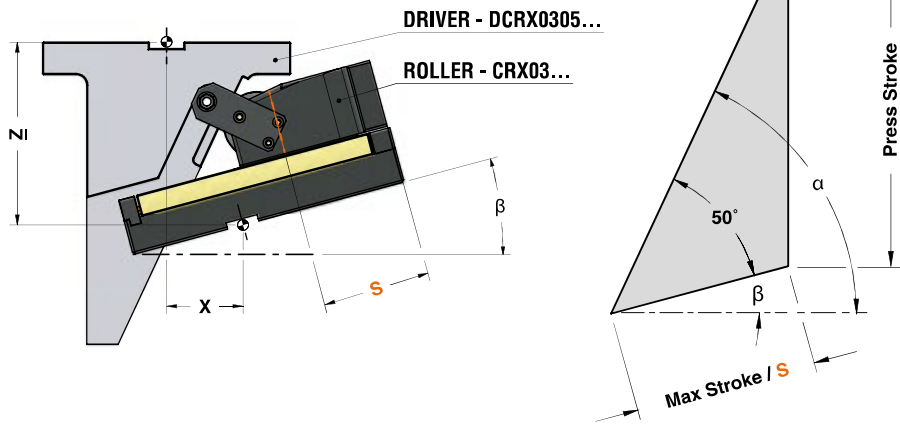 DRIVER - DCRX0305...
ROLLER - CRX03...
Z
β
S
X
Press Stroke
α
50°
β
Max Stroke / S